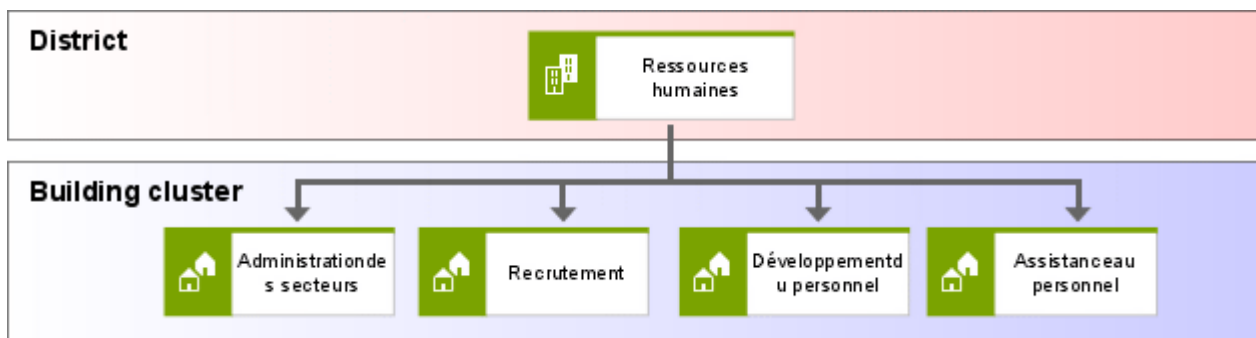 District
Ressources
humaines
Building cluster
Administrationde
s secteurs
Recrutement
Développementd
u personnel
Assistanceau
personnel